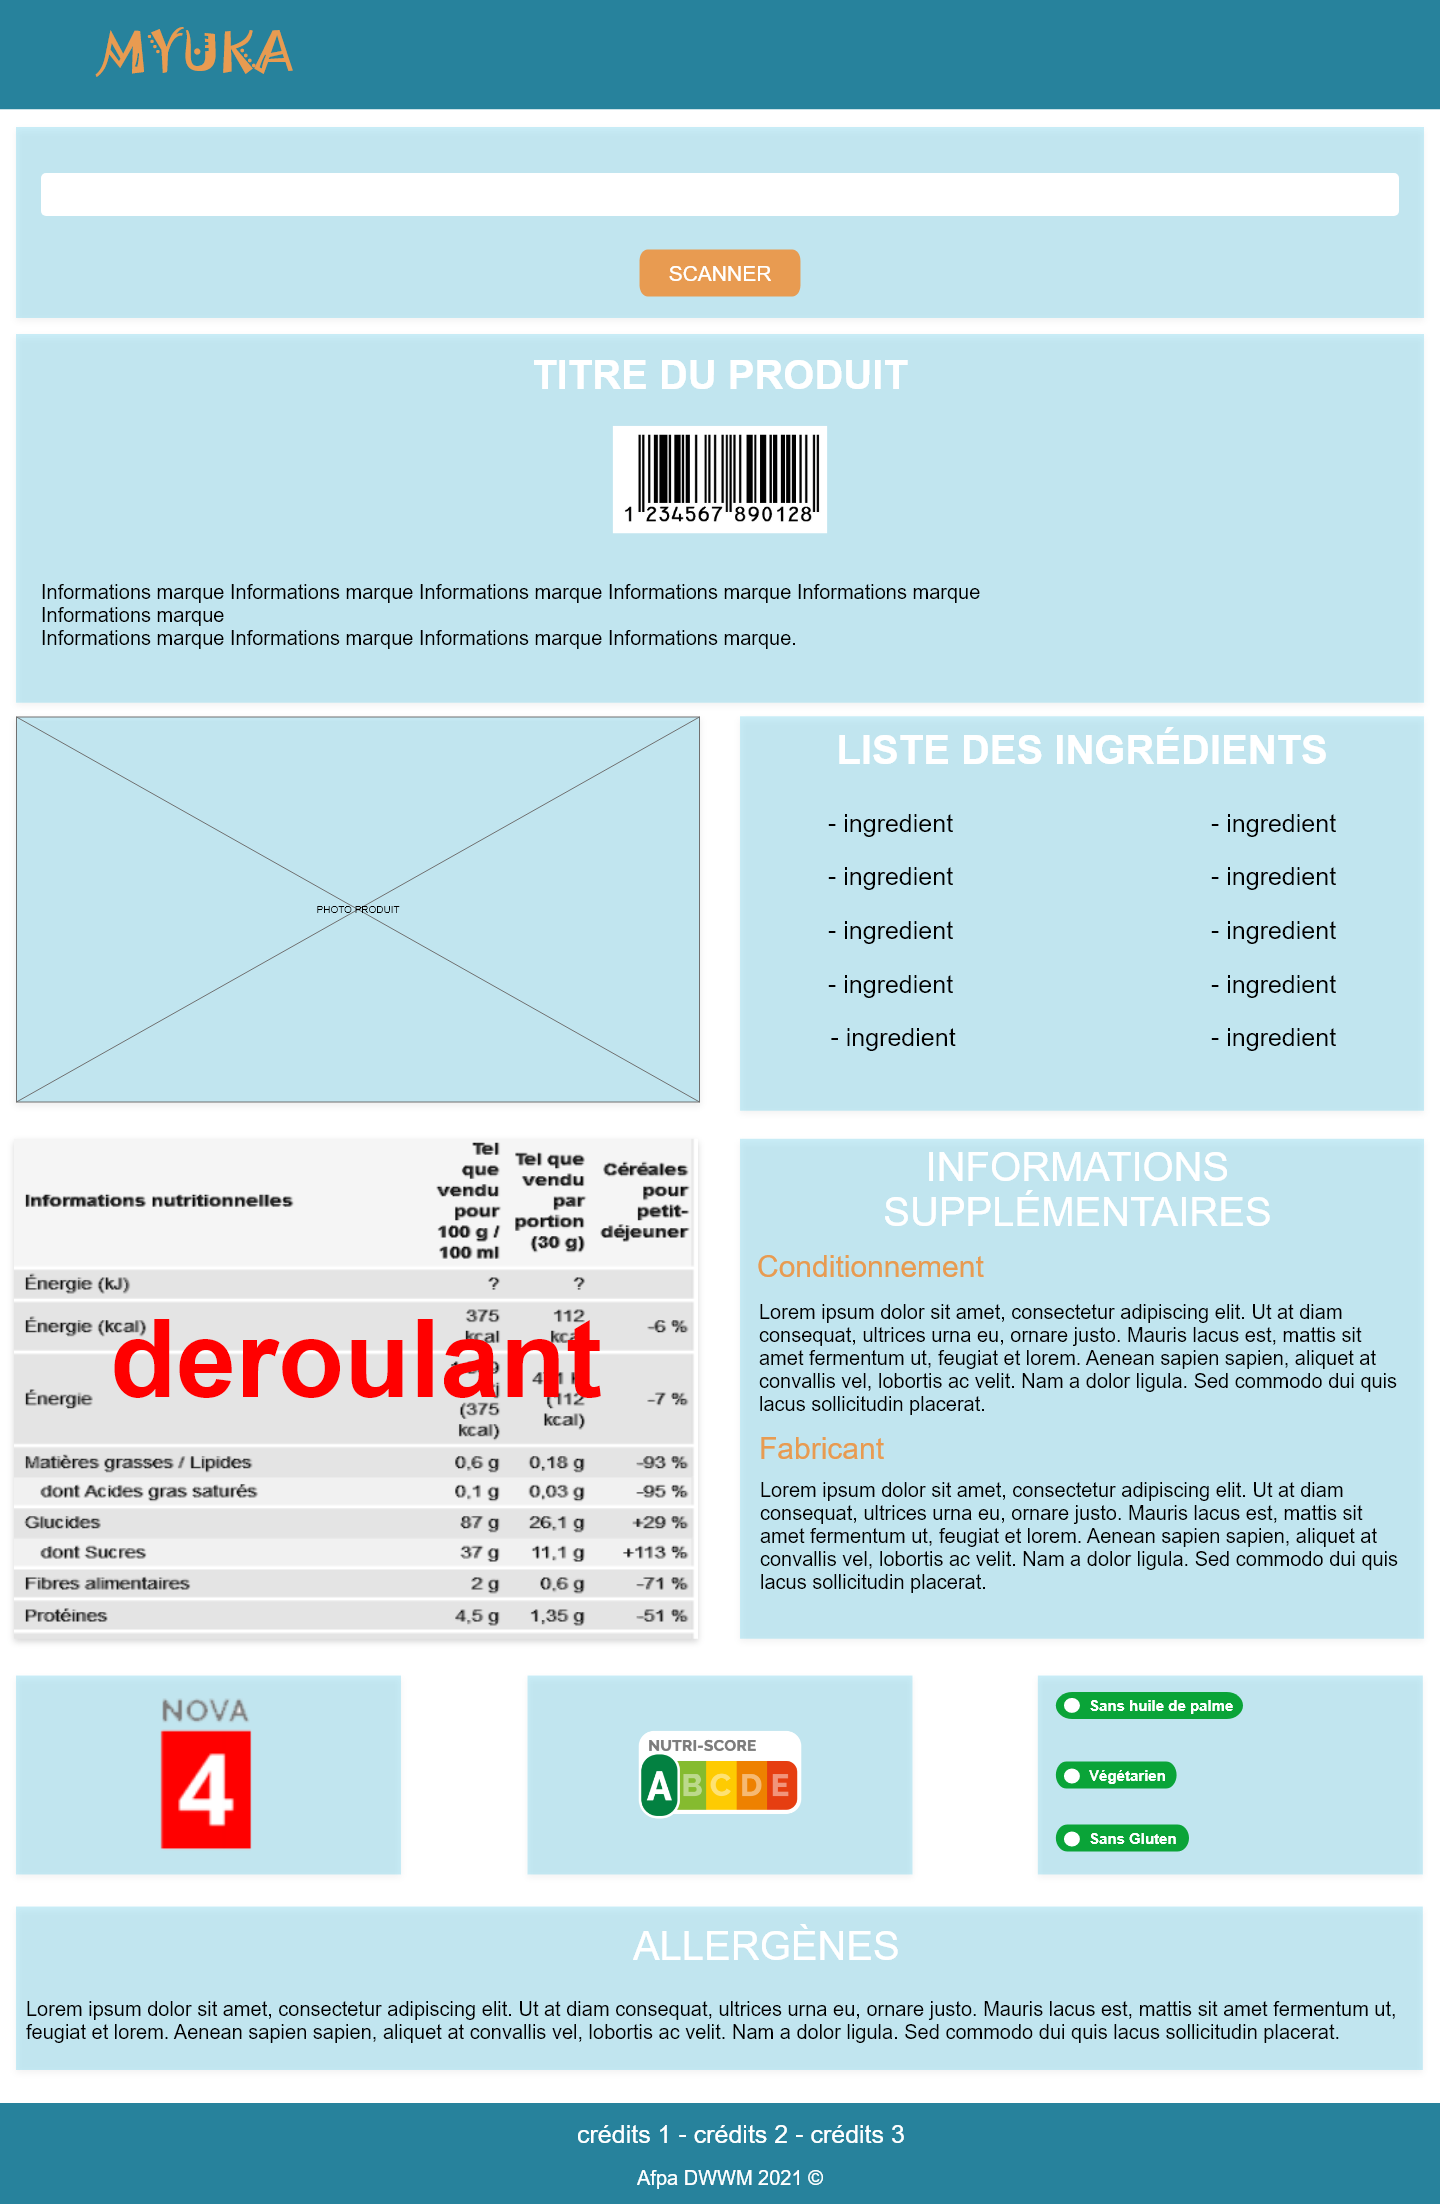 MYUKA
SCANNER
TITRE DU PRODUIT
1 234567 890128
Informations marque Informations marque Informations marque Informations marque Informations marque
Informations marque
Informations marque Informations marque Informations marque Informations marque.
PHOTO PRODUIT
LISTE DES INGRÉDIENTS
- ingredient - ingredient
- ingredient - ingredient
- ingredient - ingredient
- ingredient - ingredient
- ingredient - ingredient
Informations nutritionnelles
Tel
que
vendu
pour
100 g /
100 ml
Tel que
vendu
par
portion
(30 g)
Céréales
pour
petit-
déjeuner
Énergie (kJ) ? ?
Énergie (kcal) 375 kcal 112 -6 %
deroulant
Énergie (375 kcal) (112 kcal) -7 %
Matières grasses / Lipides 0,6 g 0,18 g -93 %
dont Acides gras saturés 0,1 g 0,03 g -95 %
Glucides 87 g 26,1 g +29 %
dont Sucres 37 g 11,1 g +113 %
Fibres alimentaires 2 g 0,6 g -71 %
Protéines 4,5 g 1,35 g -51 %
INFORMATIONS
SUPPLÉMENTAIRES
Conditionnement
Lorem ipsum dolor sit amet, consectetur adipiscing elit. Ut at diam
consequat, ultrices urna eu, ornare justo. Mauris lacus est, mattis sit
amet fermentum ut, feugiat et lorem. Aenean sapien sapien, aliquet at
convallis vel, lobortis ac velit. Nam a dolor ligula. Sed commodo dui quis
lacus sollicitudin placerat.
Fabricant
Lorem ipsum dolor sit amet, consectetur adipiscing elit. Ut at diam
consequat, ultrices urna eu, ornare justo. Mauris lacus est, mattis sit
amet fermentum ut, feugiat et lorem. Aenean sapien sapien, aliquet at
convallis vel, lobortis ac velit. Nam a dolor ligula. Sed commodo dui quis
lacus sollicitudin placerat.
NOVA
4
NUTRI-SCORE
A B C D E
Sans huile de palme
Végétarien
Sans Gluten
ALLERGÈNES
Lorem ipsum dolor sit amet, consectetur adipiscing elit. Ut at diam consequat, ultrices urna eu, ornare justo. Mauris lacus est, mattis sit amet fermentum ut,
feugiat et lorem. Aenean sapien sapien, aliquet at convallis vel, lobortis ac velit. Nam a dolor ligula. Sed commodo dui quis lacus sollicitudin placerat.
crédits 1 - crédits 2 - crédits 3
Afpa DWWM 2021 ©